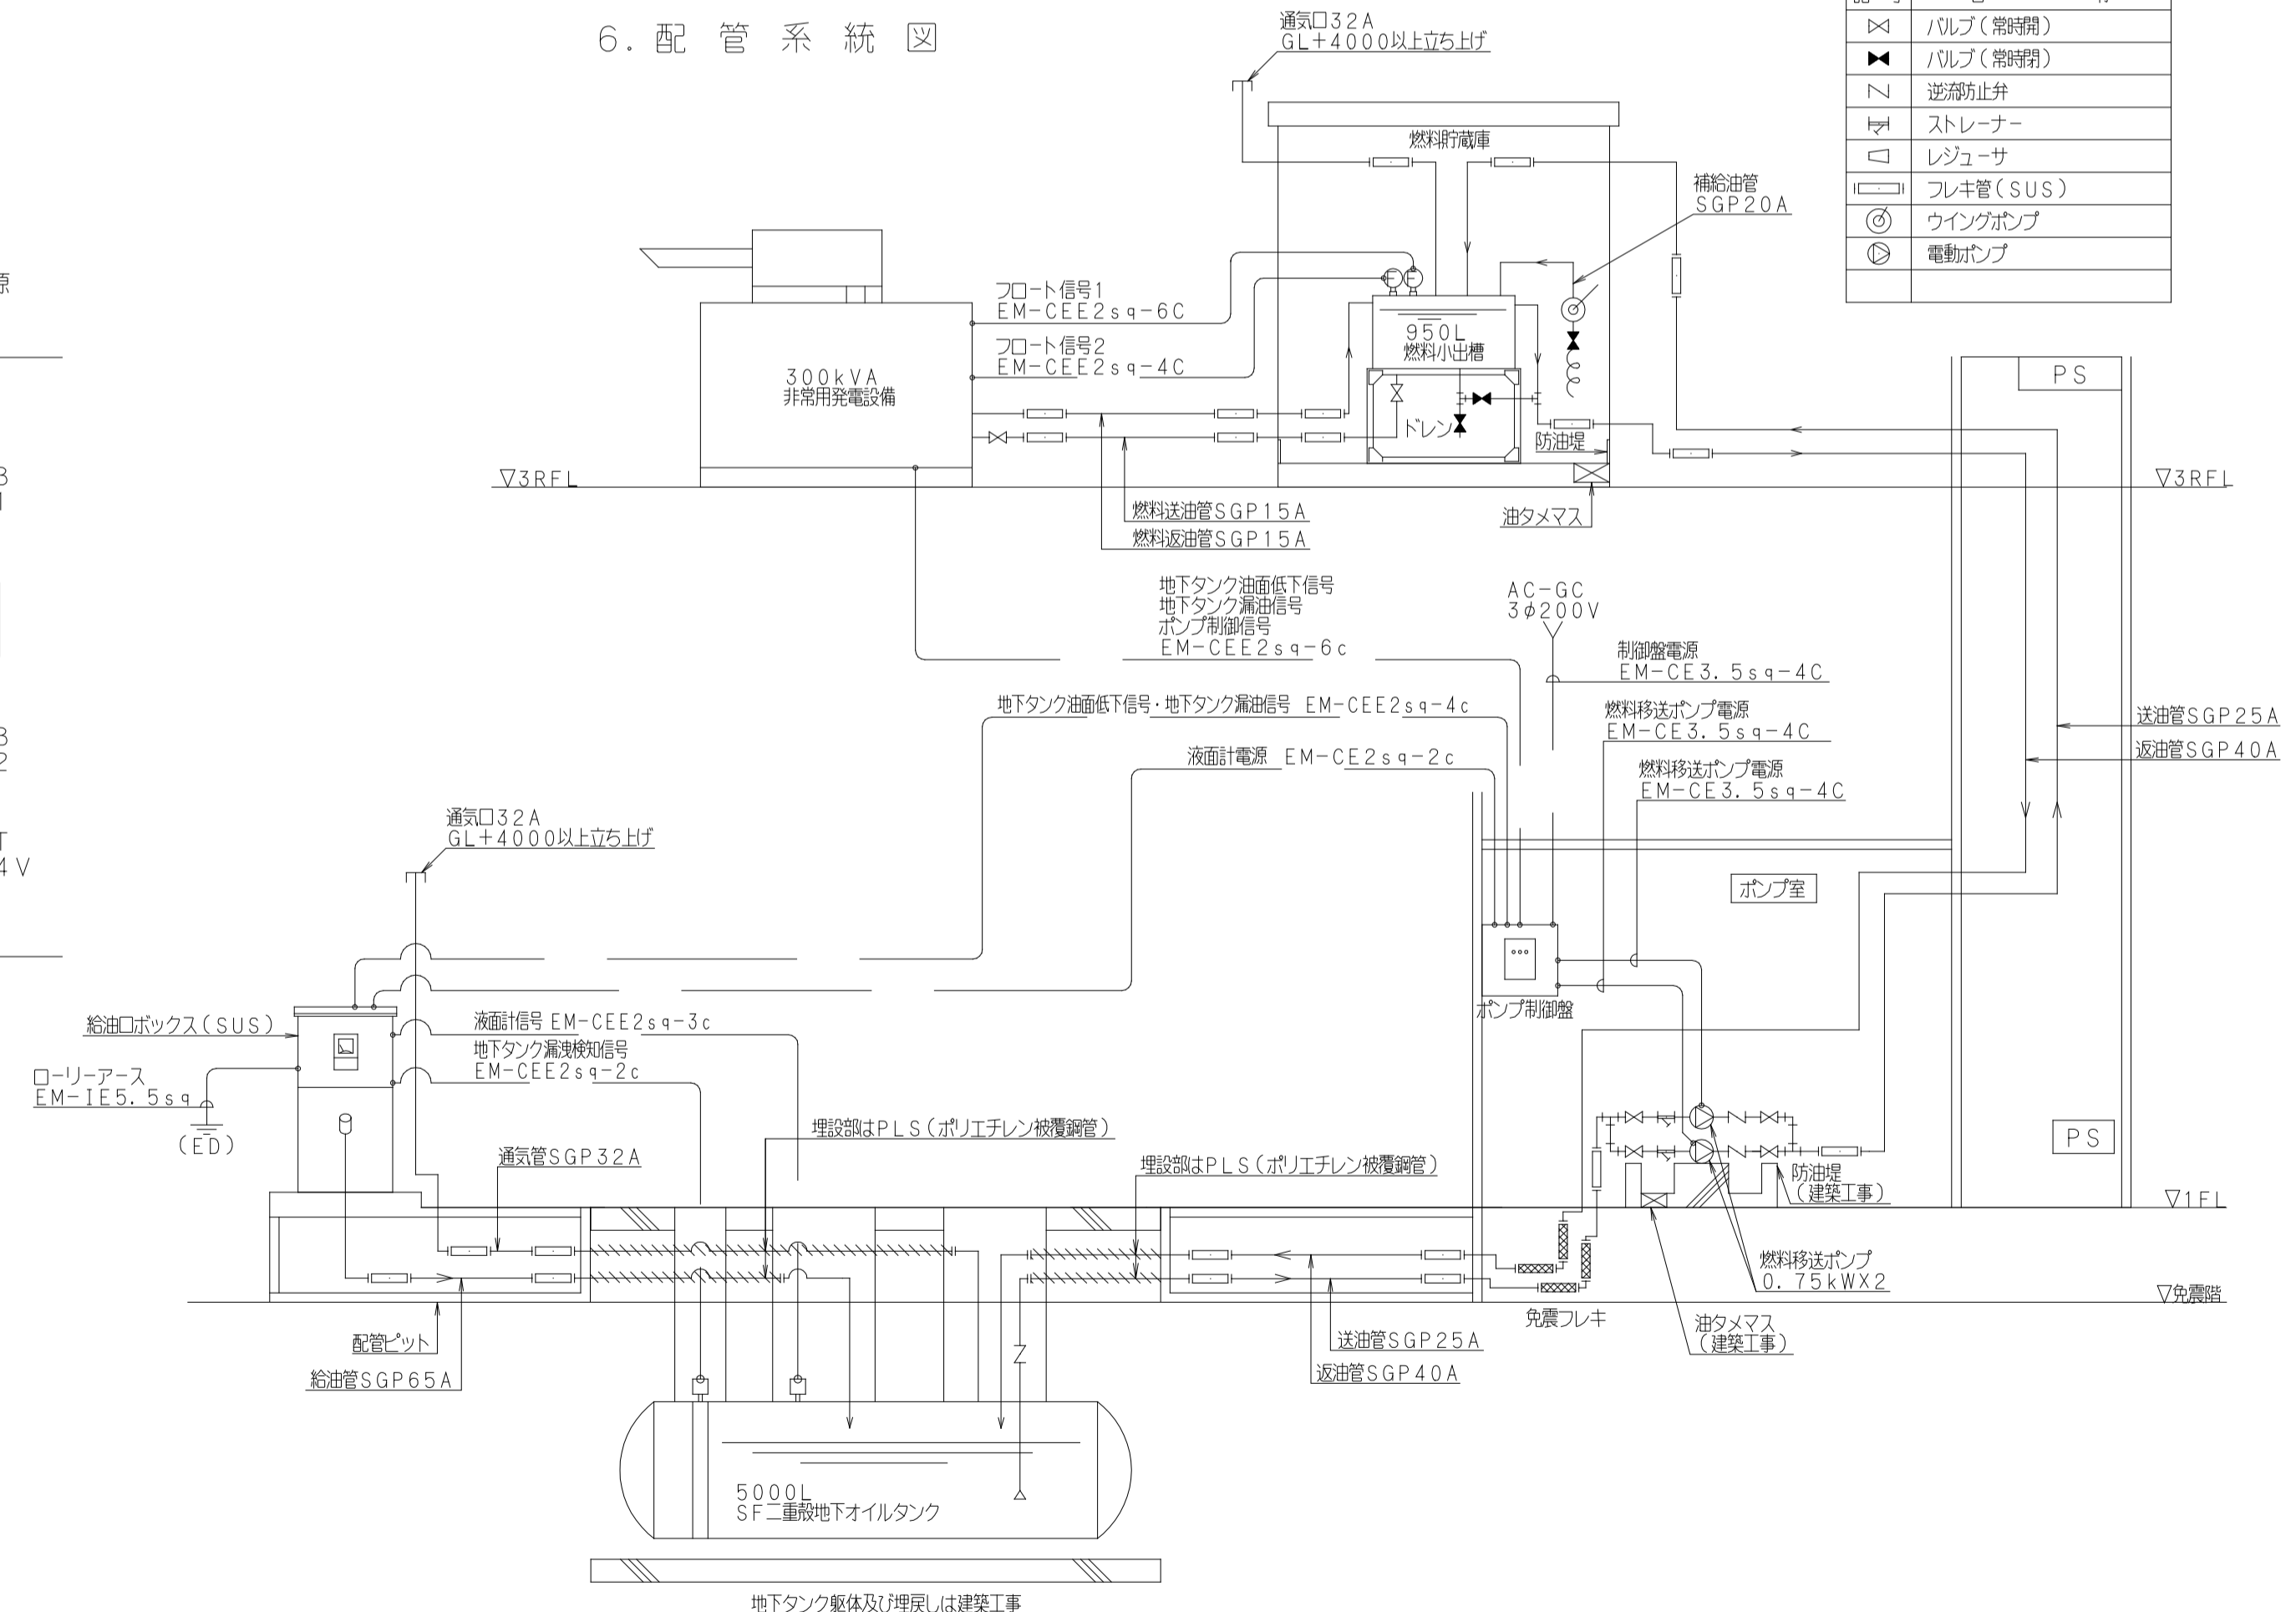 6. 配管系統図
通気口32A
GL+4000以上立ち上げ
バルブ(常時開)
バルブ(常時閉)
逆流防止弁
ストレーナー
レジューサ
フレキ管(SUS)
ウイングポンプ
電動ポンプ
燃料貯蔵庫
補給油管
SGP20A
フロート信号1
EM-CEE2sq-6C
フロート信号2
EM-CEE2sq-4C
950L
燃料小出槽
300kVA
非常用発電設備
ドレン
防油堤
PS
▽3RFL
▽3RFL
燃料送油管SGP15A
燃料返油管SGP15A
油タメマス
地下タンク油面低下信号
地下タンク漏油信号
ポンプ制御信号
EM-CEE2sq-6c
AC-GC
3φ200V
制御盤電源
EM-CE3.5sq-4C
地下タンク油面低下信号・地下タンク漏油信号 EM-CEE2sq-4c
燃料移送ポンプ電源
EM-CE3.5sq-4C
送油管SGP25A
返油管SGP40A
液面計電源 EM-CE2sq-2c
燃料移送ポンプ電源
EM-CE3.5sq-4C
通気口32A
GL+4000以上立ち上げ
4V
ポンプ室
ポンプ制御盤
給油口ボックス(SUS)
液面計信号 EM-CEE2sq-3c
地下タンク漏洩検知信号
EM-CEE2sq-2c
ローリーアース
EM-IE5.5sq
(ED)
埋設部はPLS(ポリエチレン被覆鋼管)
通気管SGP32A
埋設部はPLS(ポリエチレン被覆鋼管)
PS
防油堤
(建築工事)
▽1FL
燃料移送ポンプ
0.75kWX2
▽免震階
免震フレキ
油タメマス
(建築工事)
配管ピット
給油管SGP65A
送油管SGP25A
返油管SGP40A
5000L
SF二重殻地下オイルタンク
地下タンク躯体及び埋戻しは建築工事